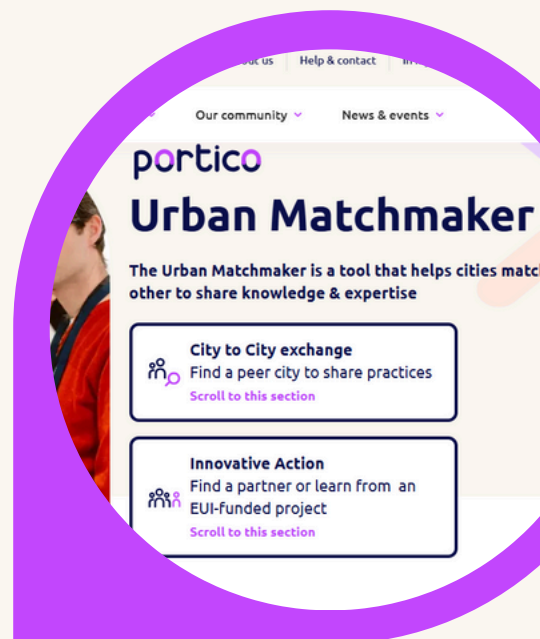 us
Help & contact
Our community
News & events
portico
Urban Matchmaker
The Urban Matchmaker is a tool that helps cities
other to share knowledge & expertise
City to City exchange
Find a peer city to share practices
Scroll to this section
Innovative Action
Find a partner or learn from an
EUI-funded project
Scroll to this section